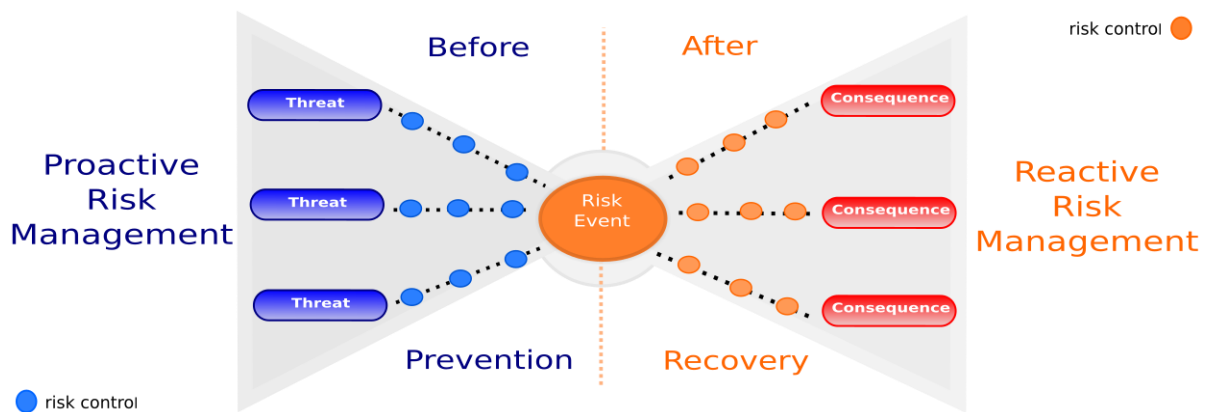 Before
After
risk control
Threat
Consequence
Proactive
Risk
Management
Threat
Risk
Event
Consequence
Reactive
Risk
Management
Threat
Consequence
Prevention
Recovery
risk control